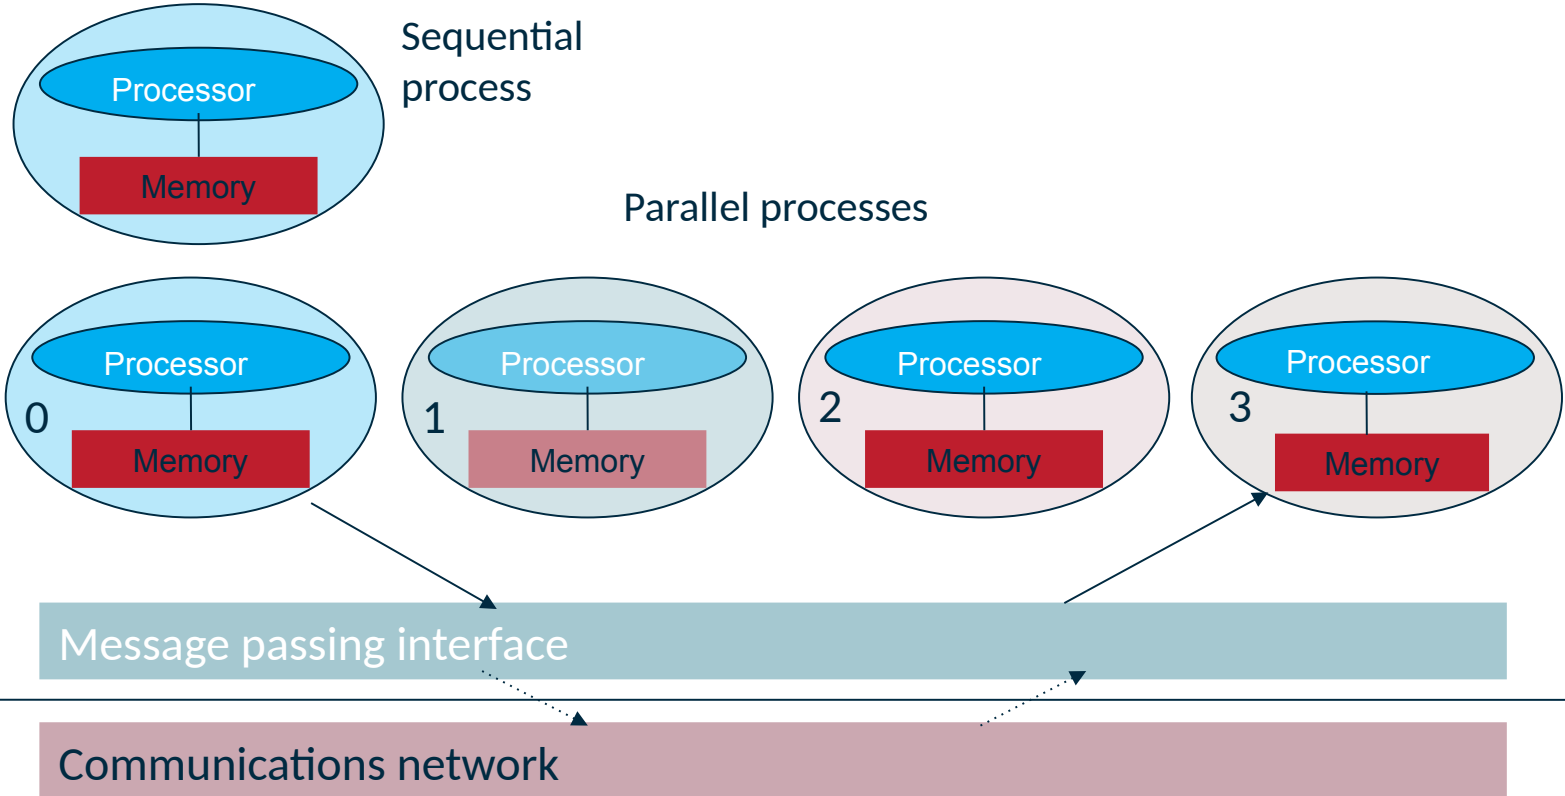 Sequential
process
Processor
Memory
Parallel processes
Processor
0
Memory
Processor
1
Memory
Processor
2
Memory
Processor
3
Memory
Message passing interface
Communications network